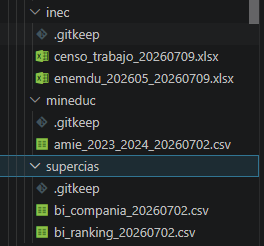 inec
.gitkeep
censo_trabajo_20260709.xlsx
enemdu_202605_20260709.xlsx
mineduc
.gitkeep
amie_2023_2024_20260702.csv
supercias
.gitkeep
bi_compania_20260702.csv
bi_ranking_20260702.csv